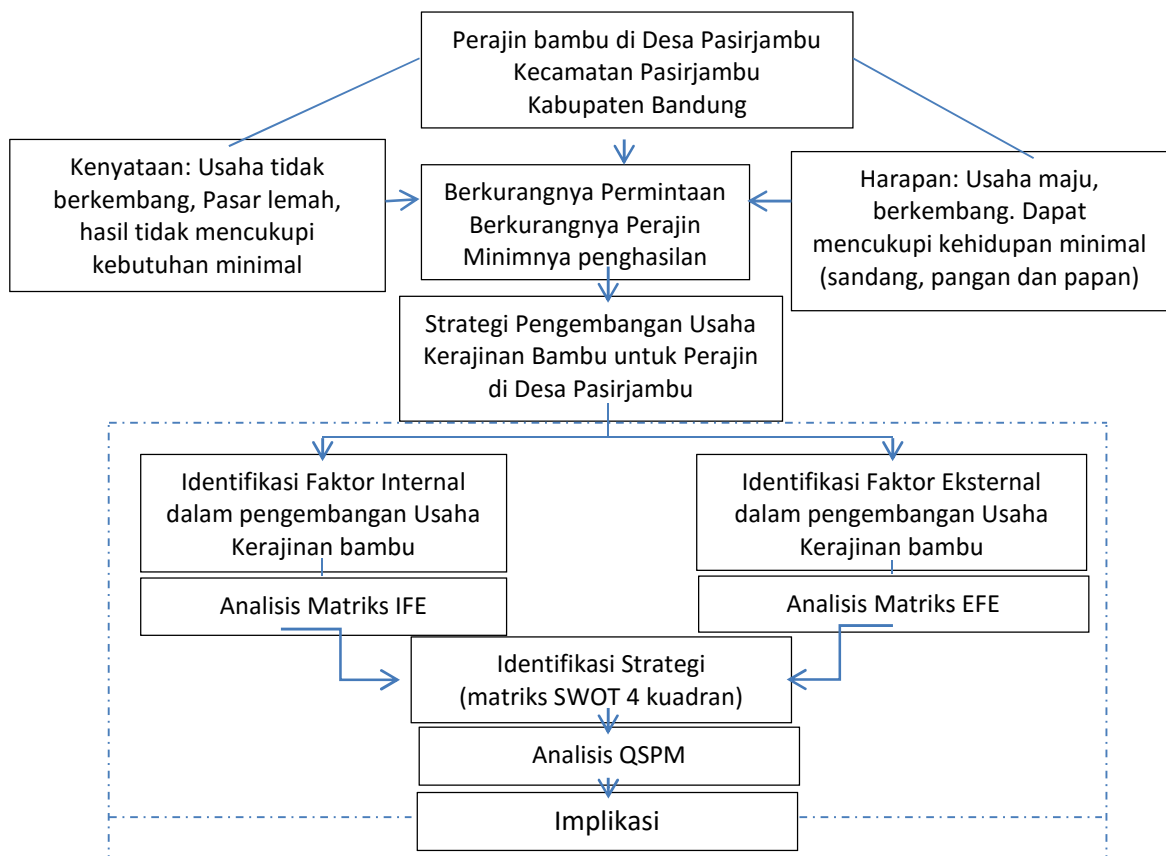 Perajin bambu di Desa Pasirjambu
Kecamatan Pasirjambu
Kabupaten Bandung
Kenyataan: Usaha tidak
berkembang, Pasar lemah,
hasil tidak mencukupi
kebutuhan minimal
Berkurangnya Permintaan
Berkurangnya Perajin
Minimnya penghasilan
Harapan: Usaha maju,
berkembang. Dapat
mencukupi kehidupan minimal
(sandang, pangan dan papan)
Strategi Pengembangan Usaha
Kerajinan Bambu untuk Perajin
di Desa Pasirjambu
Identifikasi Faktor Internal
dalam pengembangan Usaha
Kerajinan bambu
Identifikasi Faktor Eksternal
dalam pengembangan Usaha
Kerajinan bambu
Analisis Matriks IFE
Analisis Matriks EFE
Identifikasi Strategi
(matriks SWOT 4 kuadran)
Analisis QSPM
Implikasi